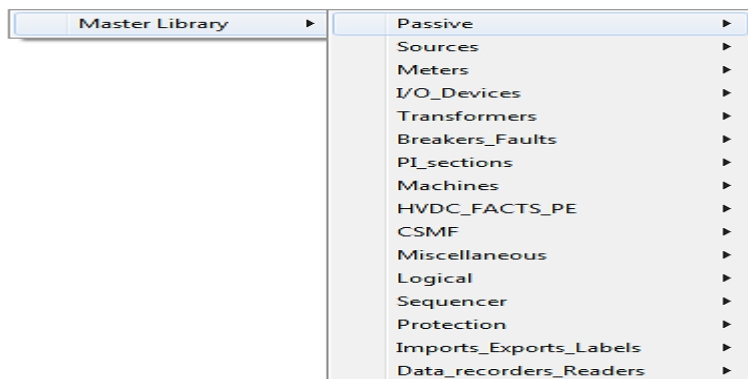 Master Library
Passive
Sources
Meters
I/O_Devices
Transformers
Breakers_Faults
PI_sections
Machines
HVDC_FACTS_PE
CSMF
Miscellaneous
Logical
Sequencer
Protection
Imports_Exports_Labels
Data_recorders_Readers